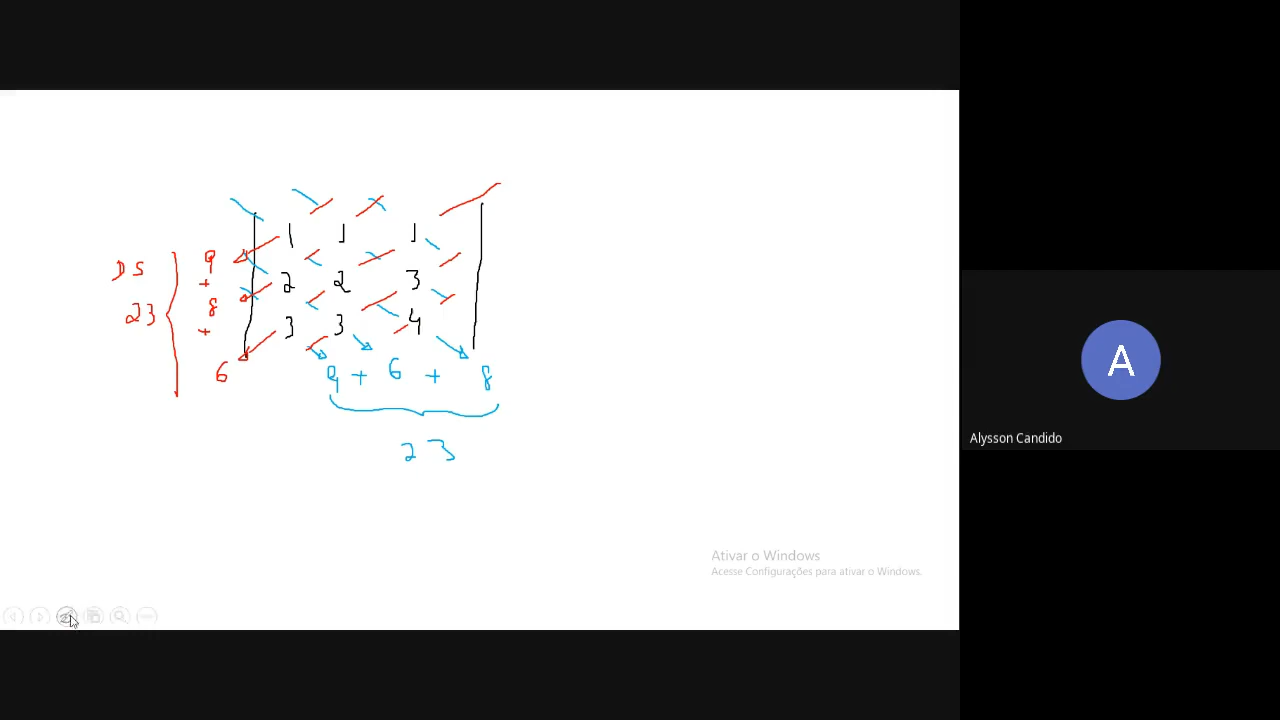 1 1 1
DS 9
+
2 2 3
23 8
+
3 3 4
6
9 + 6 + 8
23
Alysson Candido
A
Ativar o Windows
Acesse Configurações para ativar o Windows.